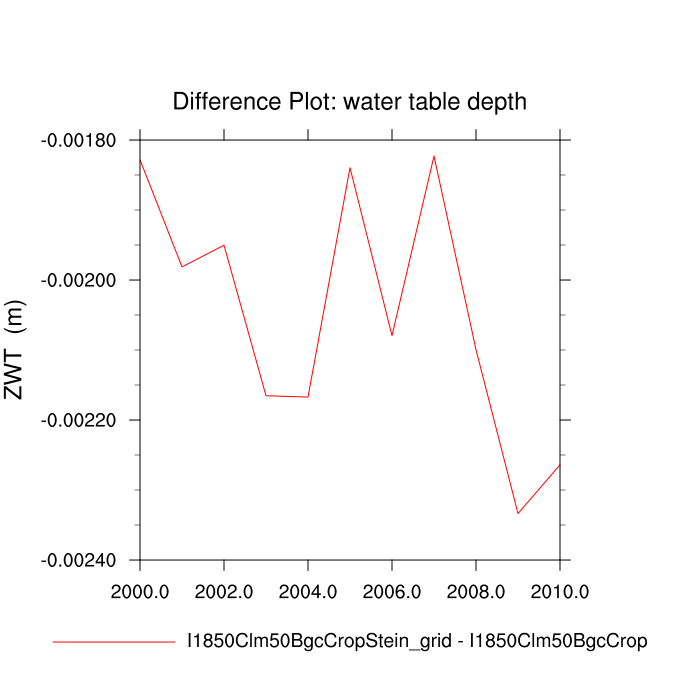 Difference Plot: water table depth
-0.00180
-0.00200
-0.00220
-0.00240
ZWT (m)
2000.0 2002.0 2004.0 2006.0 2008.0 2010.0
I1850Clm50BgcCropStein_grid - I1850Clm50BgcCrop